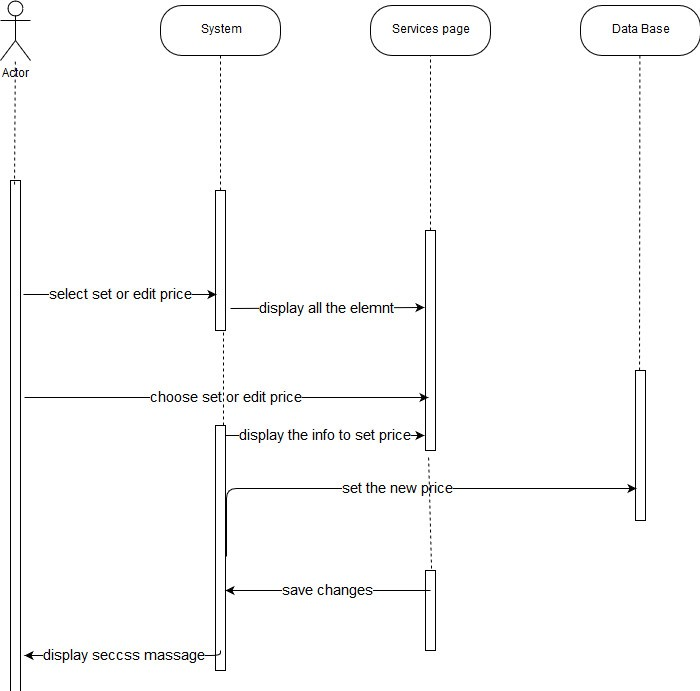 System
Services page
Data Base
Actor
select set or edit price
display all the elemnt
choose set or edit price
display the info to set price
set the new price
save changes
display seccss massage